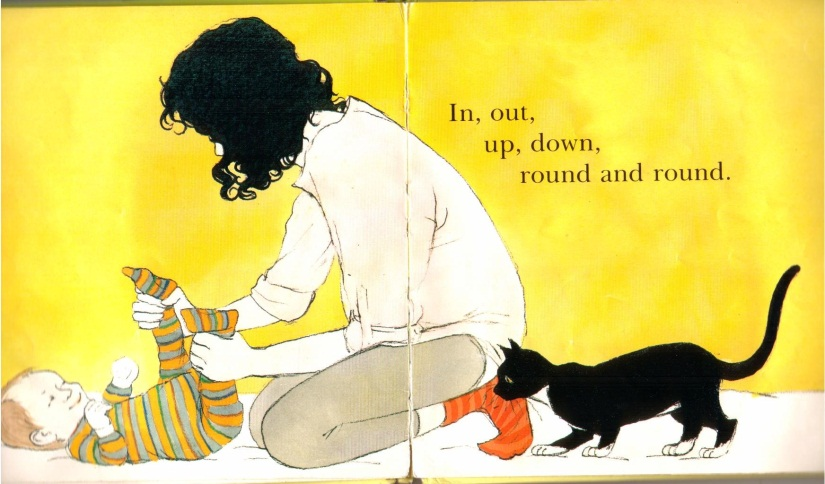 In, out,
up, down,
round and round.